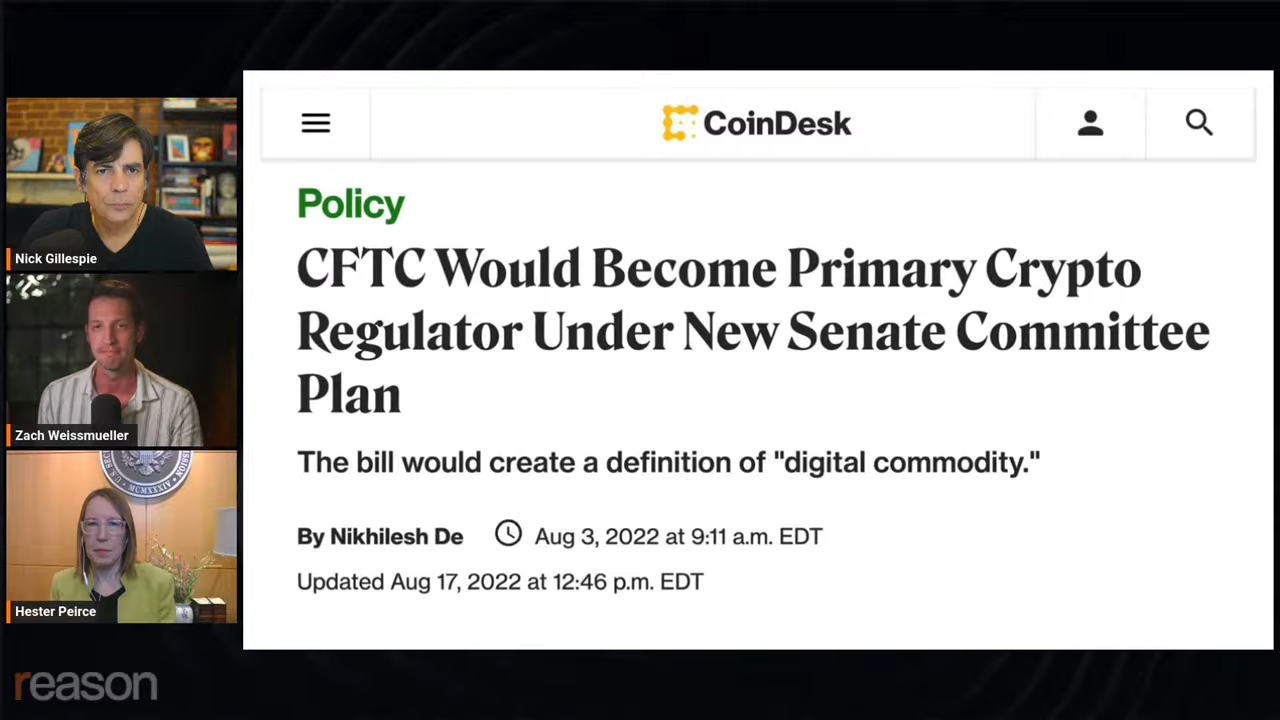 Nick Gillespie
Zach Weissmueller
MCMXXXIV
Hester Peirce
reason
CoinDesk
Policy
CFTC Would Become Primary Crypto
Regulator Under New Senate Committee
Plan
The bill would create a definition of "digital commodity."
By Nikhilesh De Aug 3, 2022 at 9:11 a.m. EDT
Updated Aug 17, 2022 at 12:46 p.m. EDT